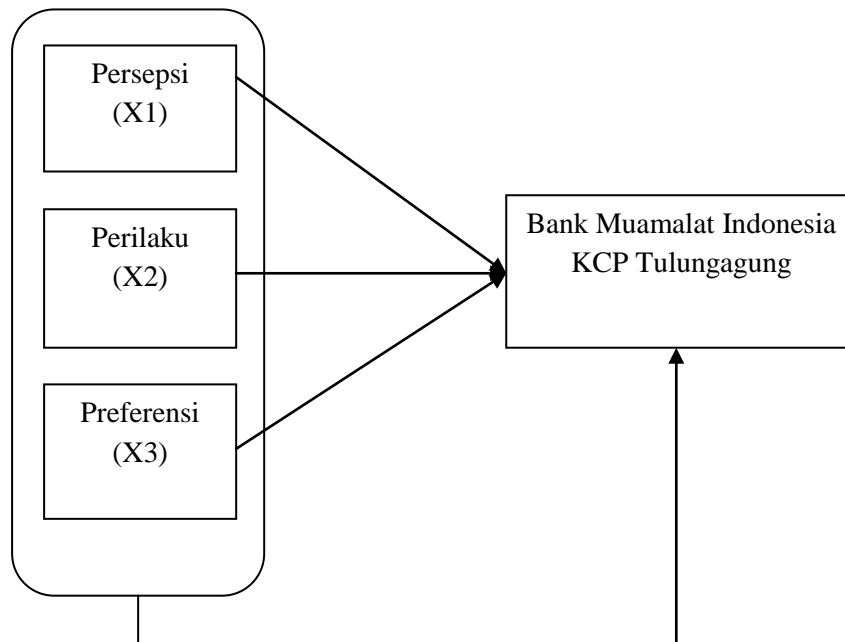 Persepsi
(X1)
Perilaku
(X2)
Preferensi
(X3)
Bank Muamalat Indonesia
KCP Tulungagung